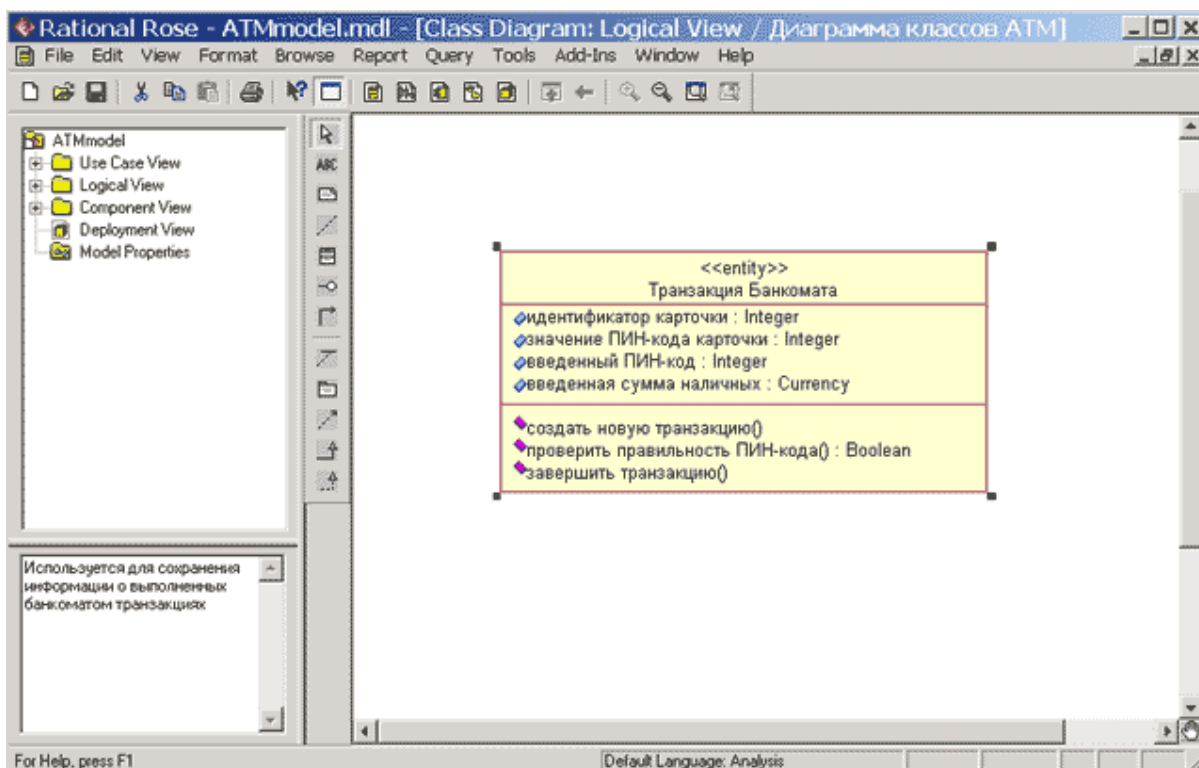 Rational Rose - ATMmodel.mdl - [Class Diagram: Logical View / Диаграмма классов ATM]
File Edit View Format Browse Report Query Tools Add-Ins Window Help
ATMmodel
Use Case View
Logical View
Component View
Deployment View
Model Properties
ABC
<<entity>>
Транзакция Банкомата
идентификатор карточки : Integer
значение ПИН-кода карточки : Integer
введенный ПИН-код : Integer
введенная сумма наличных : Currency
создать новую транзакцию()
проверить правильность ПИН-кода() : Boolean
завершить транзакцию()
Используется для сохранения
информации о выполненных
банкоматом транзакциях
For Help, press F1
Default Language: Analysis